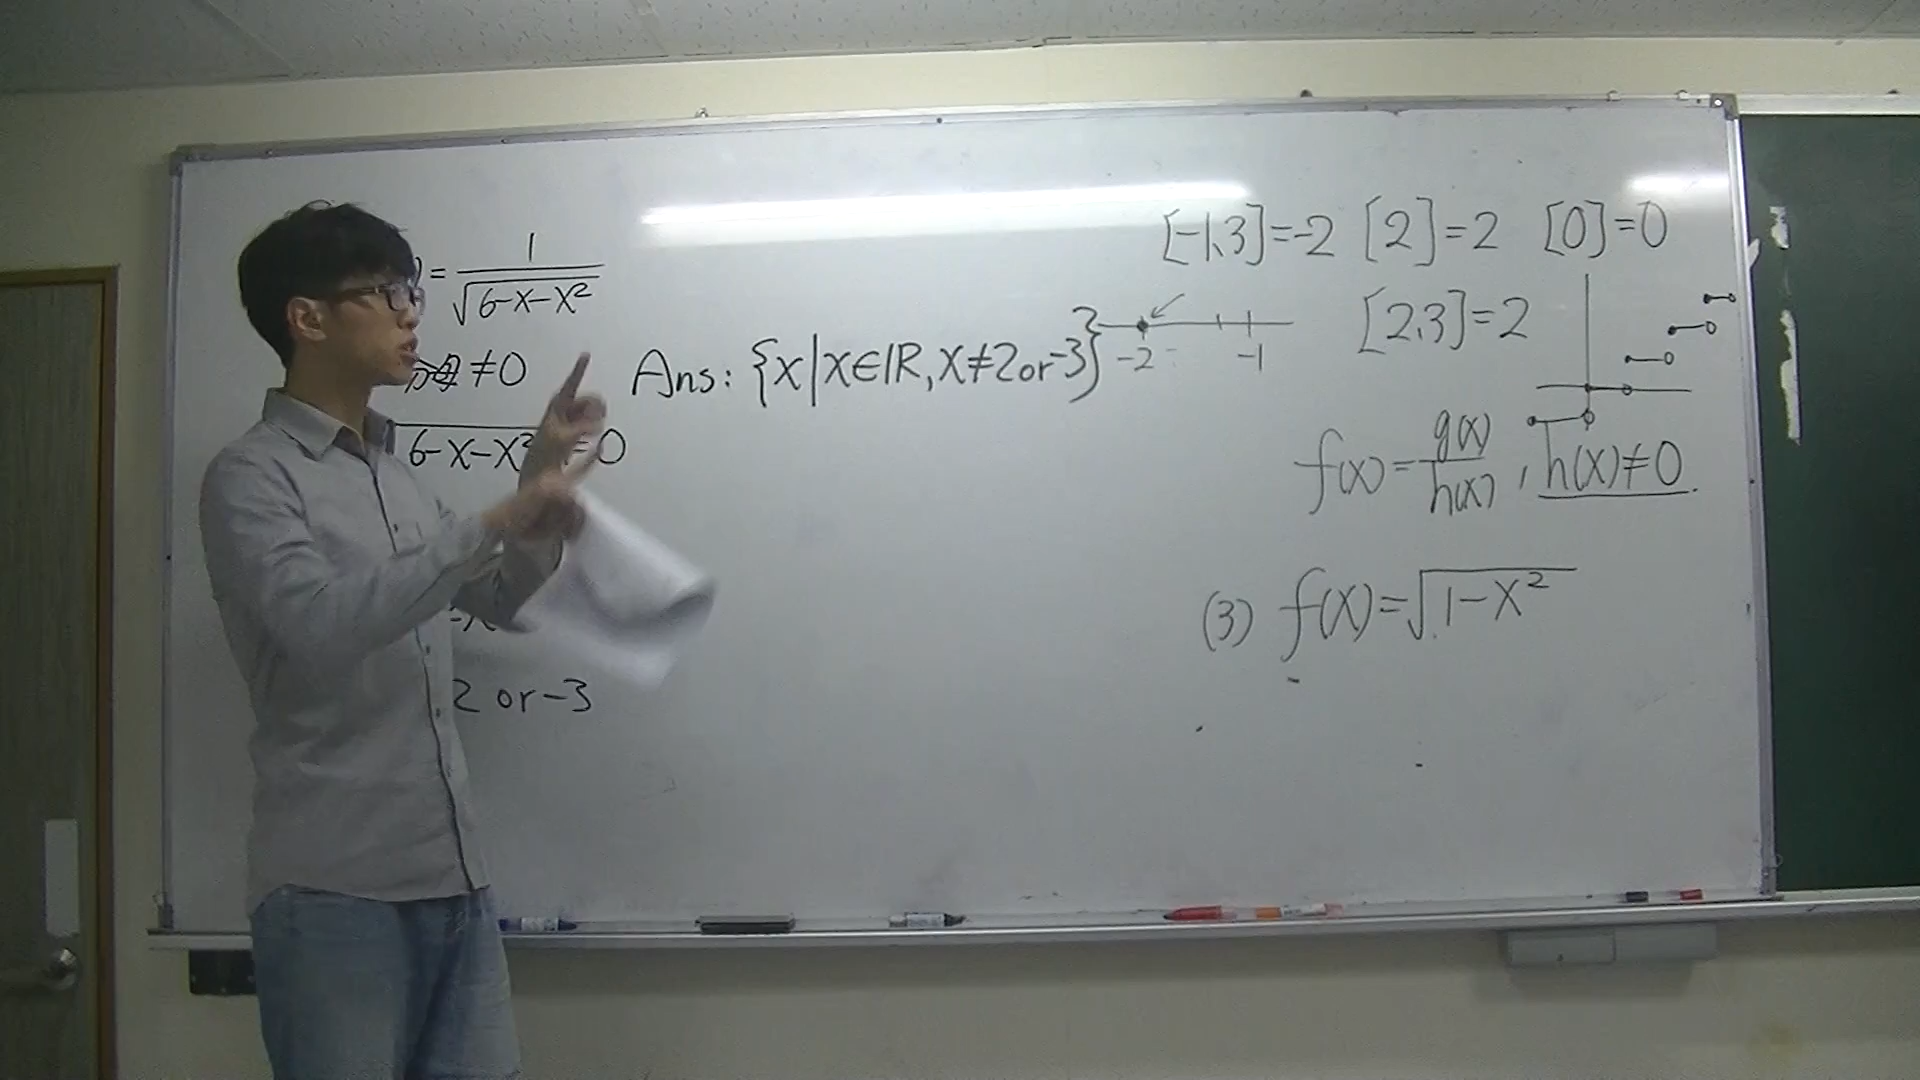 = 1/√(6-x-x²)
≠0
6-x-x² =0
-x
2 or -3
Ans: {x|x∈ℝ, x≠2 or -3}
-2 -1
[-1.3]=-2 [2]=2 [0]=0
[2.3]=2
f(x)=g(x)/h(x), h(x)≠0.
(3) f(x)=√(1-x²)